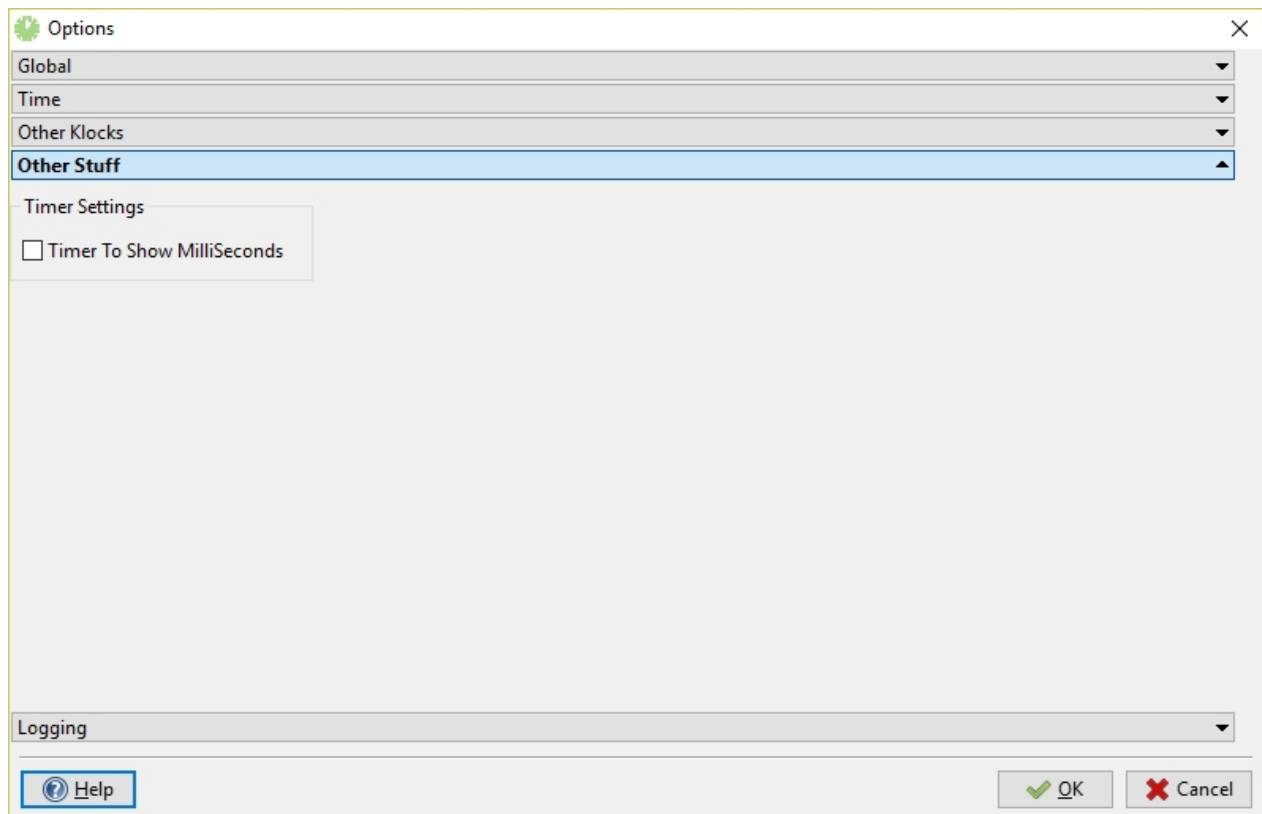 Options
Global
Time
Other Klocks
Other Stuff
Timer Settings
Timer To Show MilliSeconds
Logging
Help
OK
Cancel